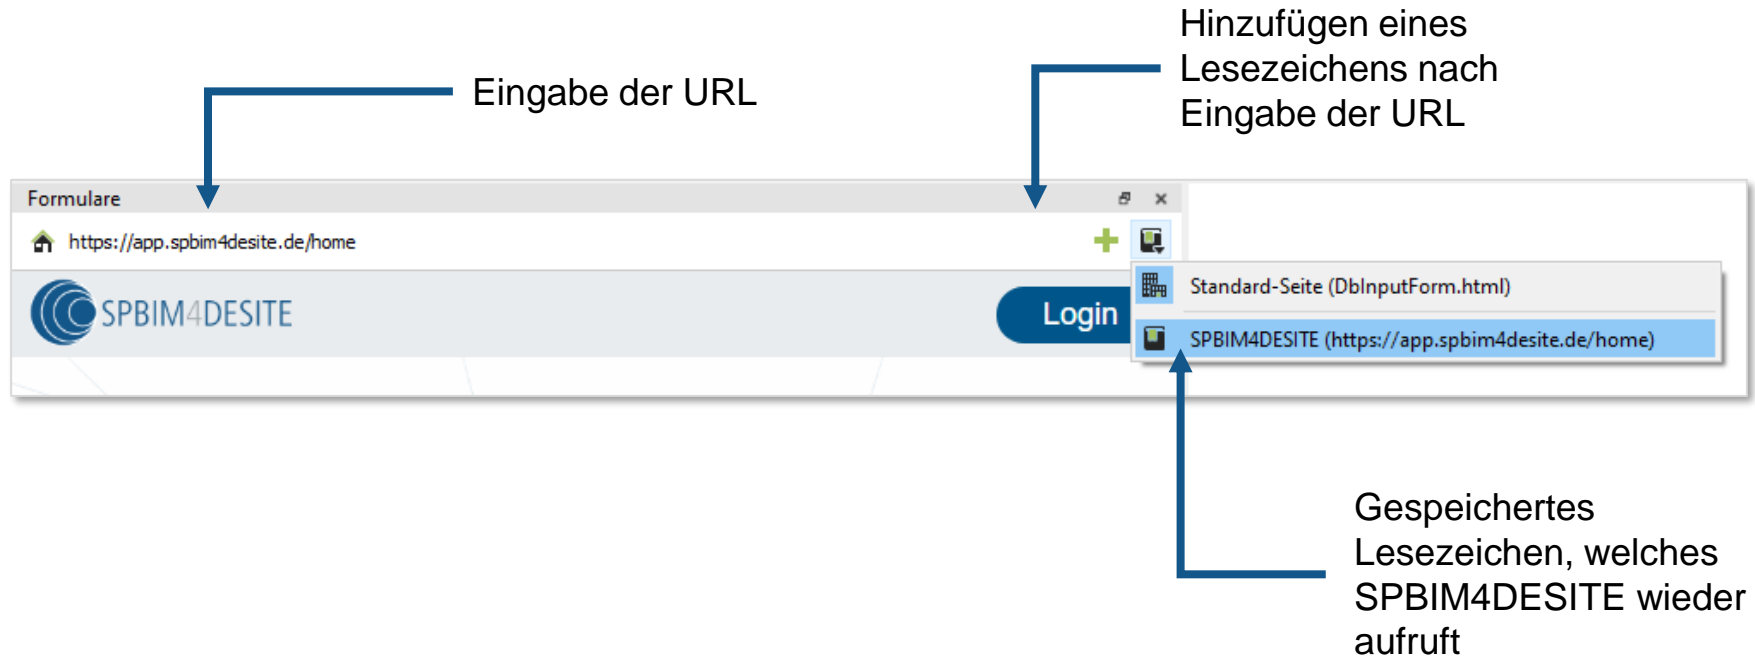 Hinzufügen eines
Lesezeichens nach
Eingabe der URL
Eingabe der URL
Formulare
https://app.spbim4desite.de/home
SPBIM4DESITE
Login
Standard-Seite (DbInputForm.html)
SPBIM4DESITE (https://app.spbim4desite.de/home)
Gespeichertes
Lesezeichen, welches
SPBIM4DESITE wieder
aufruft